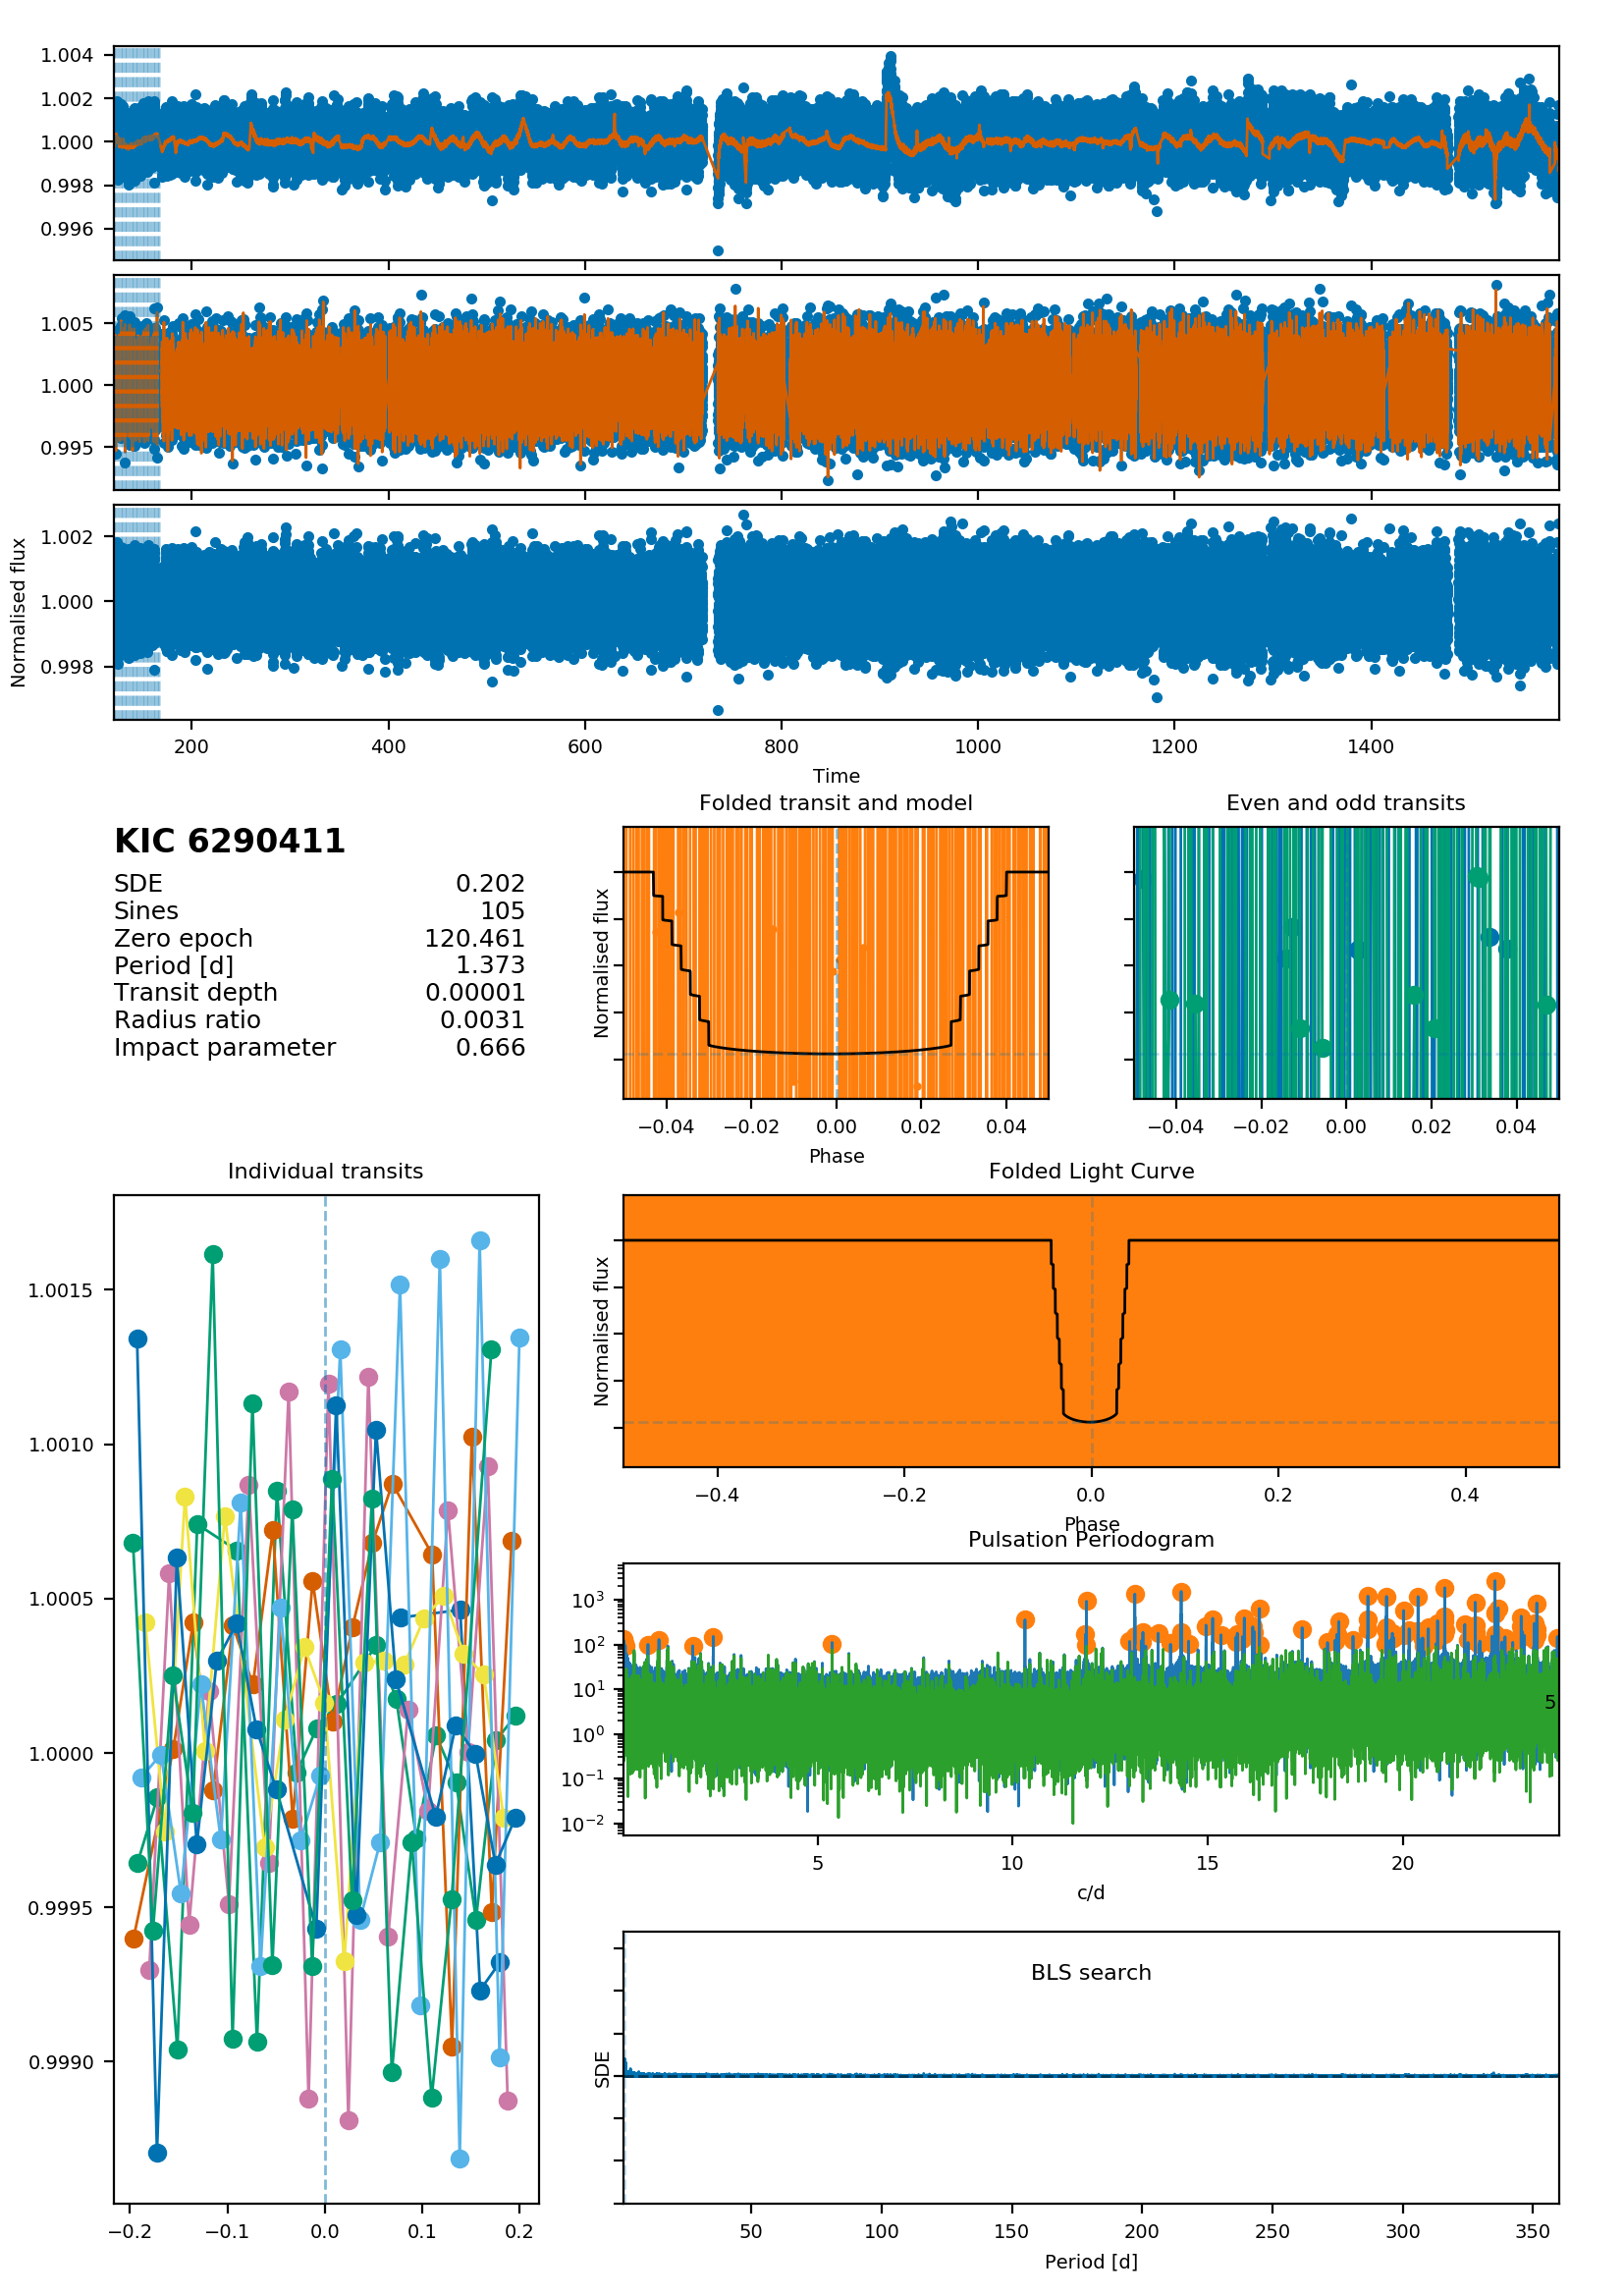 1.004
1.002
1.000
0.998
0.996
1.005
1.000
0.995
1.002
1.000
0.998
Normalised flux
200 400 600 800 1000 1200 1400
Time
KIC 6290411
SDE 0.202
Sines 105
Zero epoch 120.461
Period [d] 1.373
Transit depth 0.00001
Radius ratio 0.0031
Impact parameter 0.666
Folded transit and model
Normalised flux
−0.04 −0.02 0.00 0.02 0.04
Phase
Even and odd transits
−0.04 −0.02 0.00 0.02 0.04
Individual transits
1.0015
1.0010
1.0005
1.0000
0.9995
0.9990
−0.2 −0.1 0.0 0.1 0.2
Folded Light Curve
Normalised flux
−0.4 −0.2 0.0 0.2 0.4
Phase
Pulsation Periodogram
10³
10²
10¹
10⁰
10⁻¹
10⁻²
5
5 10 15 20
c/d
BLS search
SDE
50 100 150 200 250 300 350
Period [d]